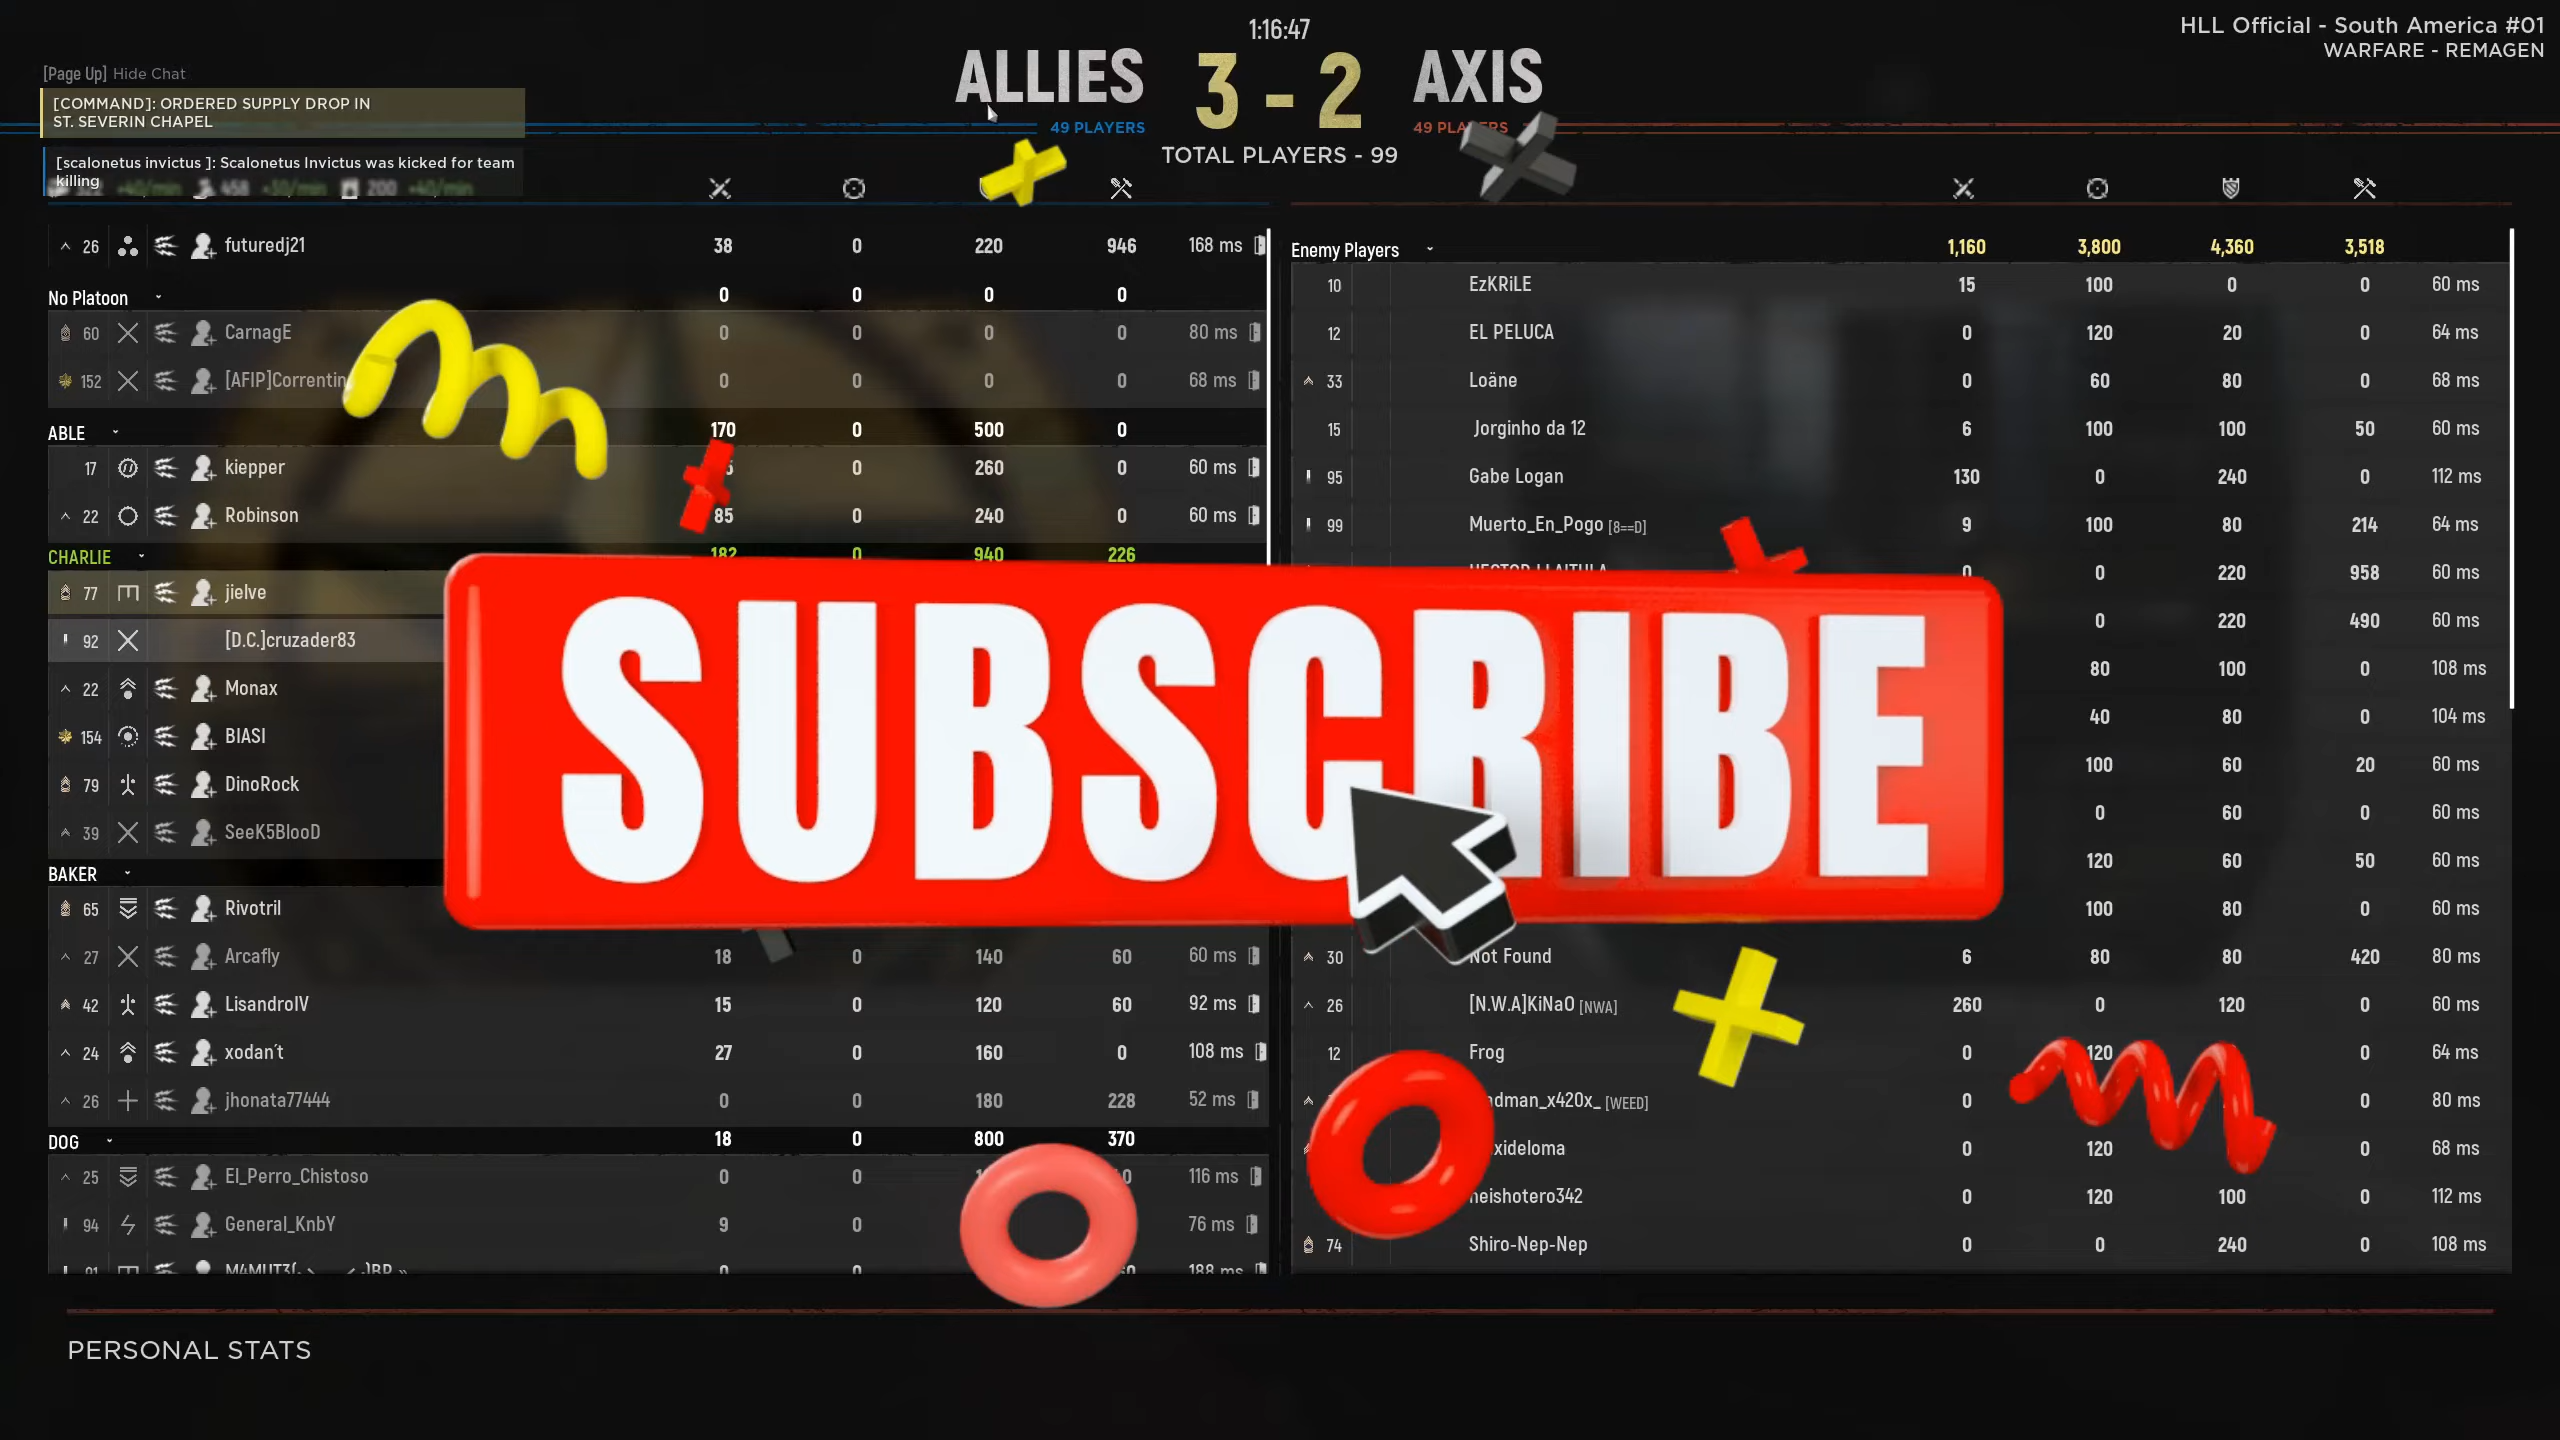 1:16:47
HLL Official - South America #01
WARFARE - REMAGEN
ALLIES 3 - 2 AXIS
49 PLAYERS 49 PLAYERS
TOTAL PLAYERS - 99
[Page Up] Hide Chat
[COMMAND]: ORDERED SUPPLY DROP IN
ST. SEVERIN CHAPEL
[scalonetus invictus ]: Scalonetus Invictus was kicked for team
killing
+40/min 458 +30/min 200 +40/min
26 futuredj21 38 0 220 946 168 ms
No Platoon 0 0 0 0
60 CarnagE 0 0 0 0 80 ms
152 [AFIP]Correntin 0 0 0 0 68 ms
ABLE 170 0 500 0
17 kiepper 0 260 0 60 ms
22 Robinson 85 0 240 0 60 ms
CHARLIE 182 0 940 226
77 jielve
92 [D.C.]cruzader83
22 Monax
154 BIASI
79 DinoRock
39 SeeK5BlooD
BAKER
65 Rivotril
27 Arcafly 18 0 140 60 60 ms
42 LisandroIV 15 0 120 60 92 ms
24 xodan't 27 0 160 0 108 ms
26 jhonata77444 0 0 180 228 52 ms
DOG 18 0 800 370
25 El_Perro_Chistoso 0 0 116 ms
94 General_KnbY 9 0 76 ms
Enemy Players 1,160 3,800 4,360 3,518
10 EzKRiLE 15 100 0 0 60 ms
12 EL PELUCA 0 120 20 0 64 ms
33 Loäne 0 60 80 0 68 ms
15 Jorginho da 12 6 100 100 50 60 ms
95 Gabe Logan 130 0 240 0 112 ms
99 Muerto_En_Pogo [8==D] 9 100 80 214 64 ms
0 0 220 958 60 ms
0 220 490 60 ms
80 100 0 108 ms
40 80 0 104 ms
100 60 20 60 ms
0 60 0 60 ms
120 60 50 60 ms
100 80 0 60 ms
30 Not Found 6 80 80 420 80 ms
26 [N.W.A]KiNaO [NWA] 260 0 120 0 60 ms
12 Frog 0 120 0 64 ms
[WEED] 0 0 80 ms
0 120 0 68 ms
0 120 100 0 112 ms
74 Shiro-Nep-Nep 0 0 240 0 108 ms
SUBSCRIBE
PERSONAL STATS